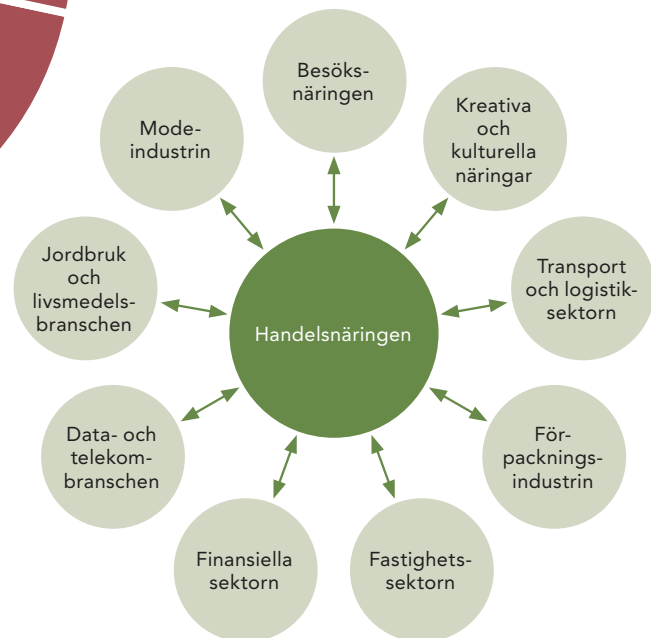 Besöks-
näringen
Kreativa
och
kulturella
näringar
Transport
och logistik-
sektorn
För-
packnings-
industrin
Fastighets-
sektorn
Finansiella
sektorn
Data- och
telekom-
branschen
Jordbruk
och
livsmedels-
branschen
Mode-
industrin
Handelsnäringen